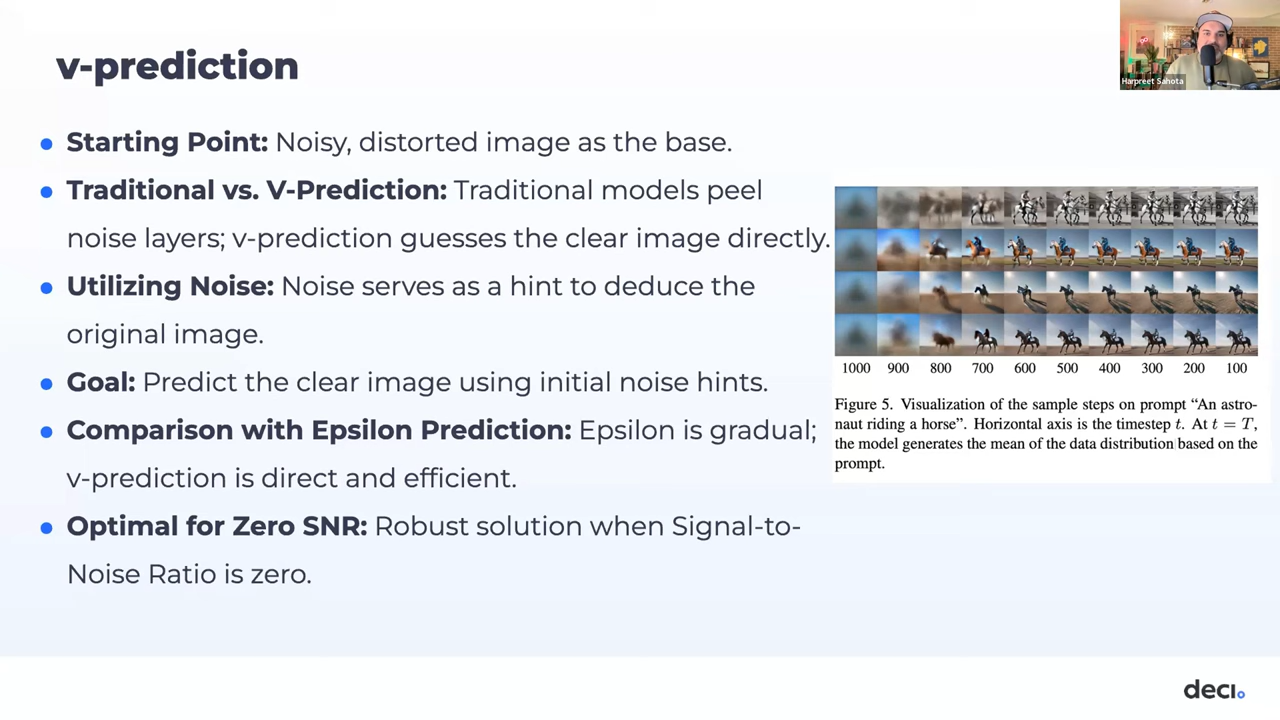 v-prediction
Harpreet Sahota
Starting Point: Noisy, distorted image as the base.
Traditional vs. V-Prediction: Traditional models peel
noise layers; v-prediction guesses the clear image directly.
Utilizing Noise: Noise serves as a hint to deduce the
original image.
Goal: Predict the clear image using initial noise hints.
Comparison with Epsilon Prediction: Epsilon is gradual;
v-prediction is direct and efficient.
Optimal for Zero SNR: Robust solution when Signal-to-
Noise Ratio is zero.
1000 900 800 700 600 500 400 300 200 100
Figure 5. Visualization of the sample steps on prompt “An astro-
naut riding a horse”. Horizontal axis is the timestep t. At t = T,
the model generates the mean of the data distribution based on the
prompt.
deci.